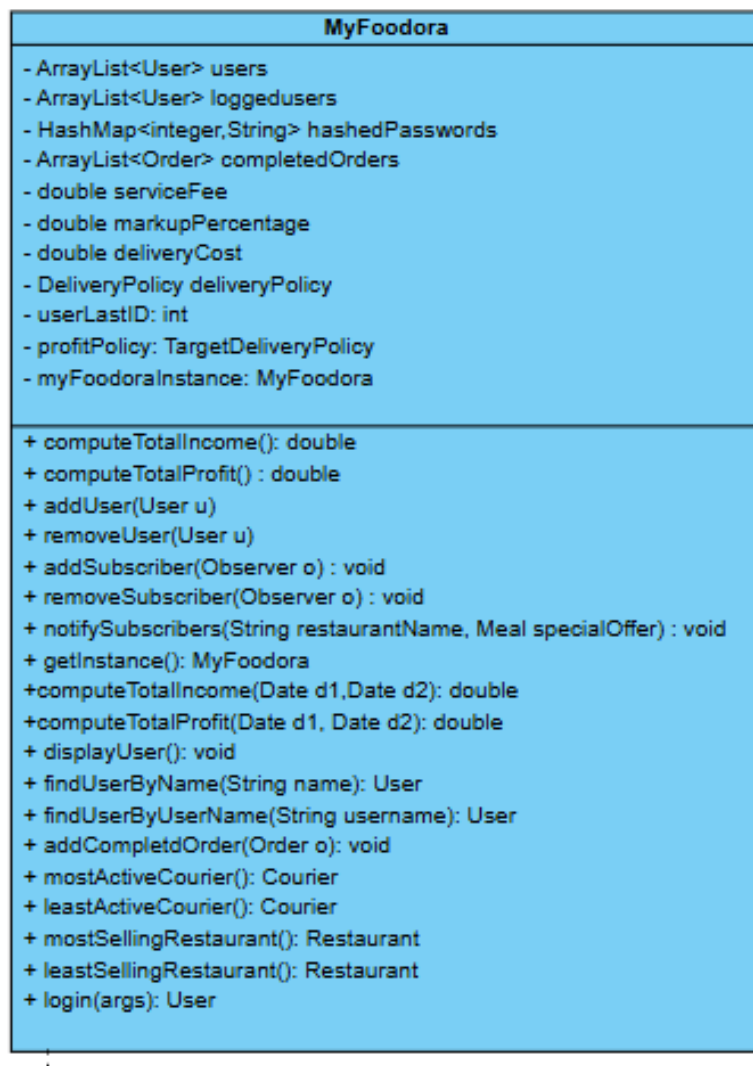 MyFoodora
- ArrayList<User> users
- ArrayList<User> loggedusers
- HashMap<integer,String> hashedPasswords
- ArrayList<Order> completedOrders
- double serviceFee
- double markupPercentage
- double deliveryCost
- DeliveryPolicy deliveryPolicy
- userLastID: int
- profitPolicy: TargetDeliveryPolicy
- myFoodoraInstance: MyFoodora
+ computeTotalIncome(): double
+ computeTotalProfit() : double
+ addUser(User u)
+ removeUser(User u)
+ addSubscriber(Observer o) : void
+ removeSubscriber(Observer o) : void
+ notifySubscribers(String restaurantName, Meal specialOffer) : void
+ getInstance(): MyFoodora
+computeTotalIncome(Date d1,Date d2): double
+computeTotalProfit(Date d1, Date d2): double
+ displayUser(): void
+ findUserByName(String name): User
+ findUserByUserName(String username): User
+ addCompletdOrder(Order o): void
+ mostActiveCourier(): Courier
+ leastActiveCourier(): Courier
+ mostSellingRestaurant(): Restaurant
+ leastSellingRestaurant(): Restaurant
+ login(args): User